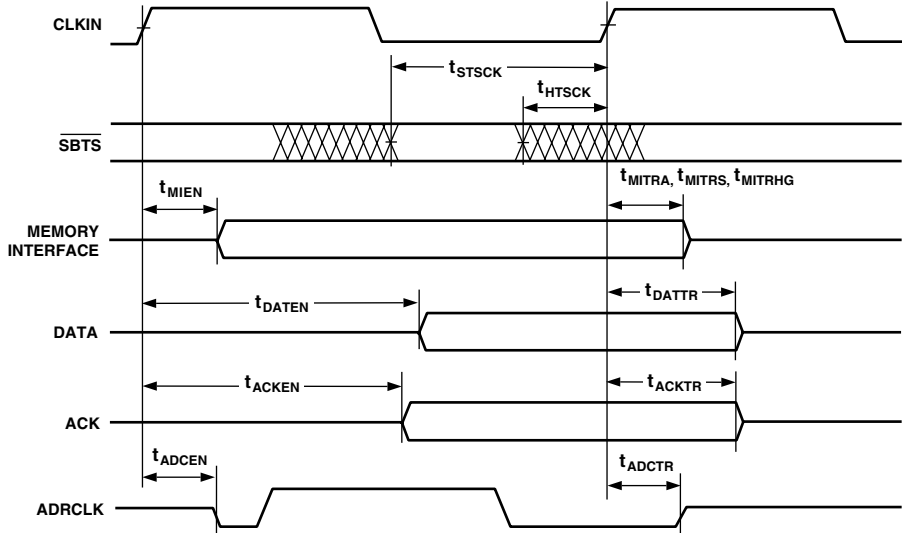 CLKIN
tSTSCK
tHTSCK
SBTS
tMITRA, tMITRS, tMITRHG
tMIEN
MEMORY
INTERFACE
tDATEN
tDATTR
DATA
tACKEN
tACKTR
ACK
tADCEN
tADCTR
ADRCLK